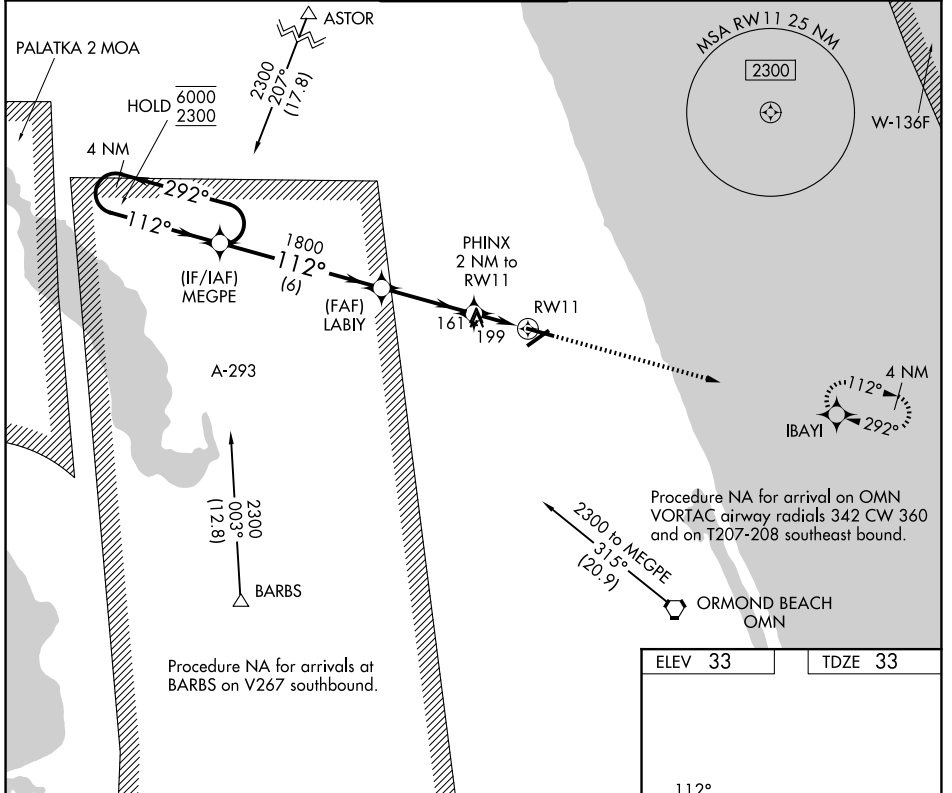 ASTOR
PALATKA 2 MOA
2300
207°
(17.8)
MSA RW11 25 NM
2300
W-136F
HOLD
6000
2300
4 NM
292°
112°
(IF/IAF)
MEGPE
1800
112°
(6)
(FAF)
LABIY
PHINX
2 NM to
RW11
161
199
RW11
A-293
4 NM
112°
292°
IBAYI
2300
003°
(12.8)
BARBS
Procedure NA for arrival on OMN
VORTAC airway radials 342 CW 360
and on T207-208 southeast bound.
2300 to MEGPE
315°
(20.9)
ORMOND BEACH
OMN
Procedure NA for arrivals at
BARBS on V267 southbound.
ELEV 33
TDZE 33
112°